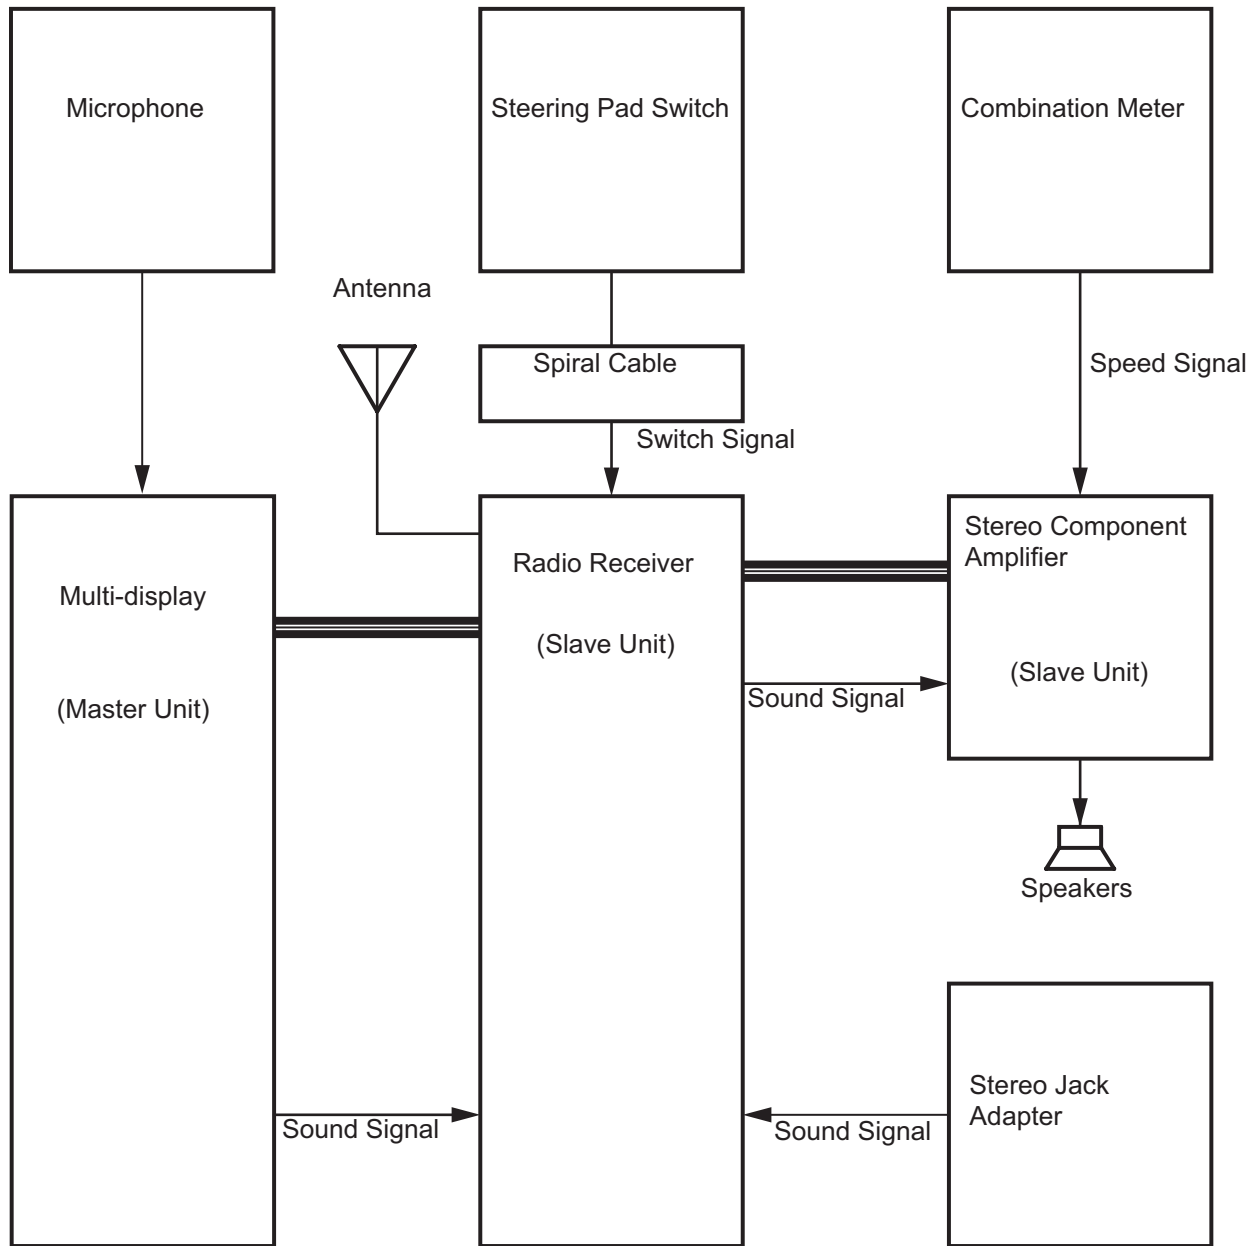 Microphone
Steering Pad Switch
Combination Meter
Antenna
Spiral Cable
Speed Signal
Switch Signal
Multi-display
(Master Unit)
Radio Receiver
(Slave Unit)
Stereo Component
Amplifier
(Slave Unit)
Sound Signal
Speakers
Sound Signal
Sound Signal
Stereo Jack
Adapter